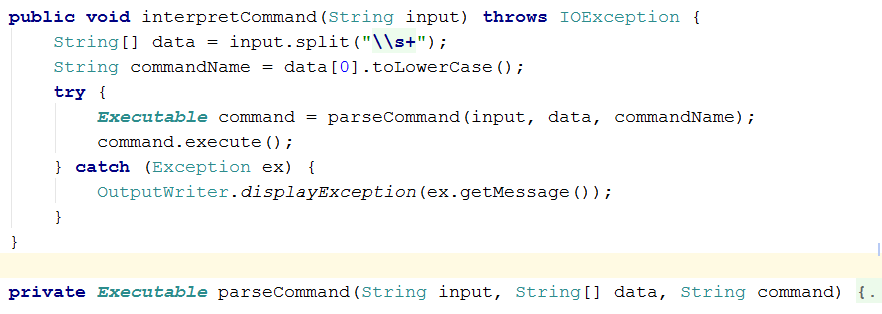 public void interpretCommand(String input) throws IOException {
    String[] data = input.split("\\s+");
    String commandName = data[0].toLowerCase();
    try {
        Executable command = parseCommand(input, data, commandName);
        command.execute();
    } catch (Exception ex) {
        OutputWriter.displayException(ex.getMessage());
    }
}
private Executable parseCommand(String input, String[] data, String command) {.